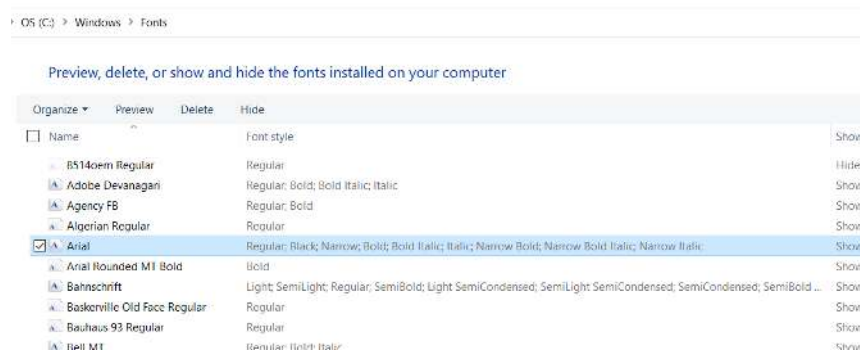 OS (C:) > Windows > Fonts
Preview, delete, or show and hide the fonts installed on your computer
Organize Preview Delete Hide
Name Font style Show
8514oem Regular Regular Hide
Adobe Devanagari Regular; Bold; Bold Italic; Italic Show
Agency FB Regular; Bold Show
Algerian Regular Regular Show
Arial Regular; Black; Narrow; Bold; Bold Italic; Italic; Narrow Bold; Narrow Bold Italic; Narrow Italic Show
Arial Rounded MT Bold Bold Show
Bahnschrift Light; SemiLight; Regular; SemiBold; Light SemiCondensed; SemiLight SemiCondensed; SemiCondensed; SemiBold ... Show
Baskerville Old Face Regular Regular Show
Bauhaus 93 Regular Regular Show
Bell MT Regular; Bold; Italic Show